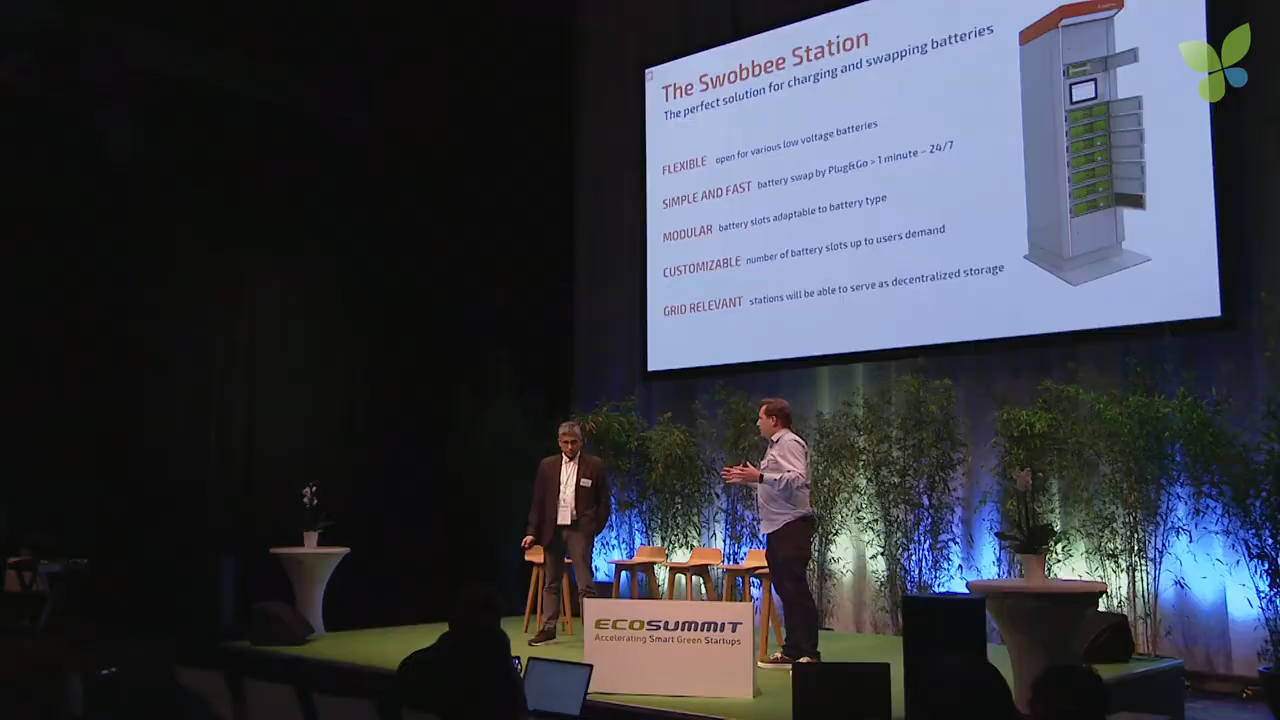 The Swobbee Station
The perfect solution for charging and swapping batteries
FLEXIBLE open for various low voltage batteries
SIMPLE AND FAST battery swap by Plug&Go > 1 minute – 24/7
MODULAR battery slots adaptable to battery type
CUSTOMIZABLE number of battery slots up to users demand
GRID RELEVANT stations will be able to serve as decentralized storage
ECOSUMMIT
Accelerating Smart Green Startups